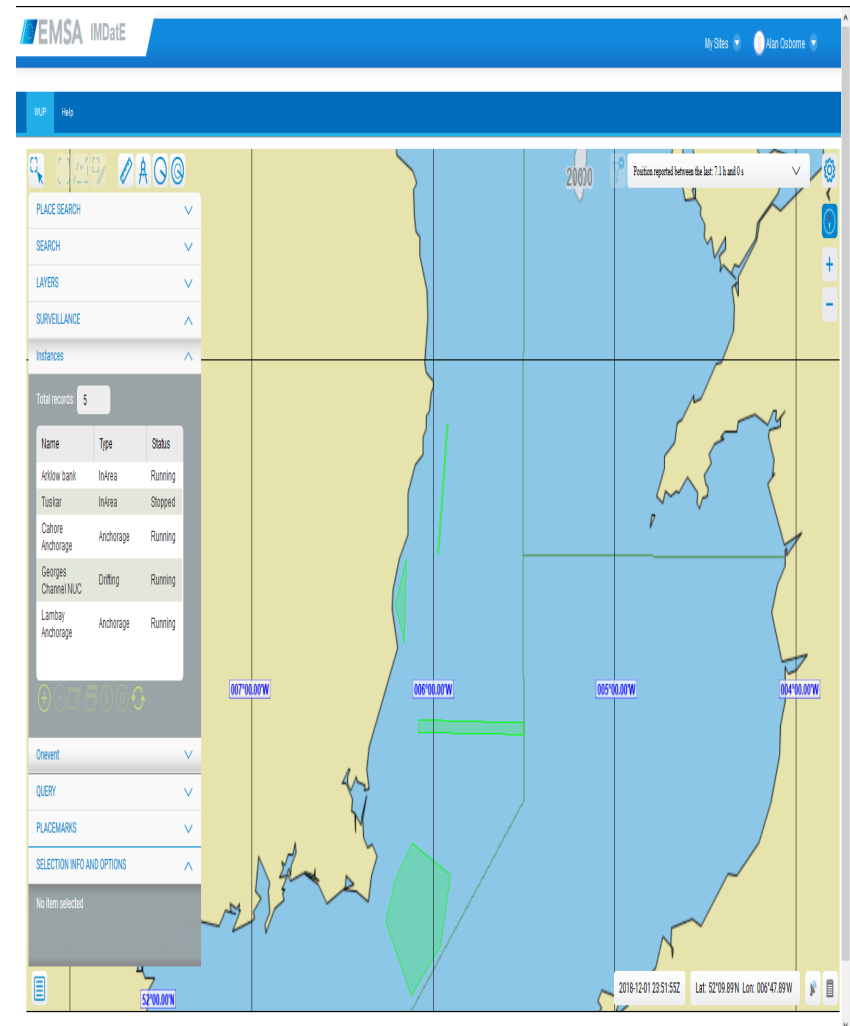 EMSA IMDatE
My Sites
Alan Osborne
WUP Help
Position reported between the last: 7.1 h and 0 s
PLACE SEARCH
SEARCH
LAYERS
SURVEILLANCE
Instances
Total records: 5
Name Type Status
Arklow bank InArea Running
Tuskar InArea Stopped
Cahore
Anchorage Anchorage Running
Georges
Channel NUC Drifting Running
Lambay
Anchorage Anchorage Running
007°00.00'W 006°00.00'W 005°00.00'W 004°00.00'W
Onevent
QUERY
PLACEMARKS
SELECTION INFO AND OPTIONS
No item selected
52°00.00'N
2018-12-01 23:51:55Z Lat: 52°09.89'N Lon: 006°47.89'W